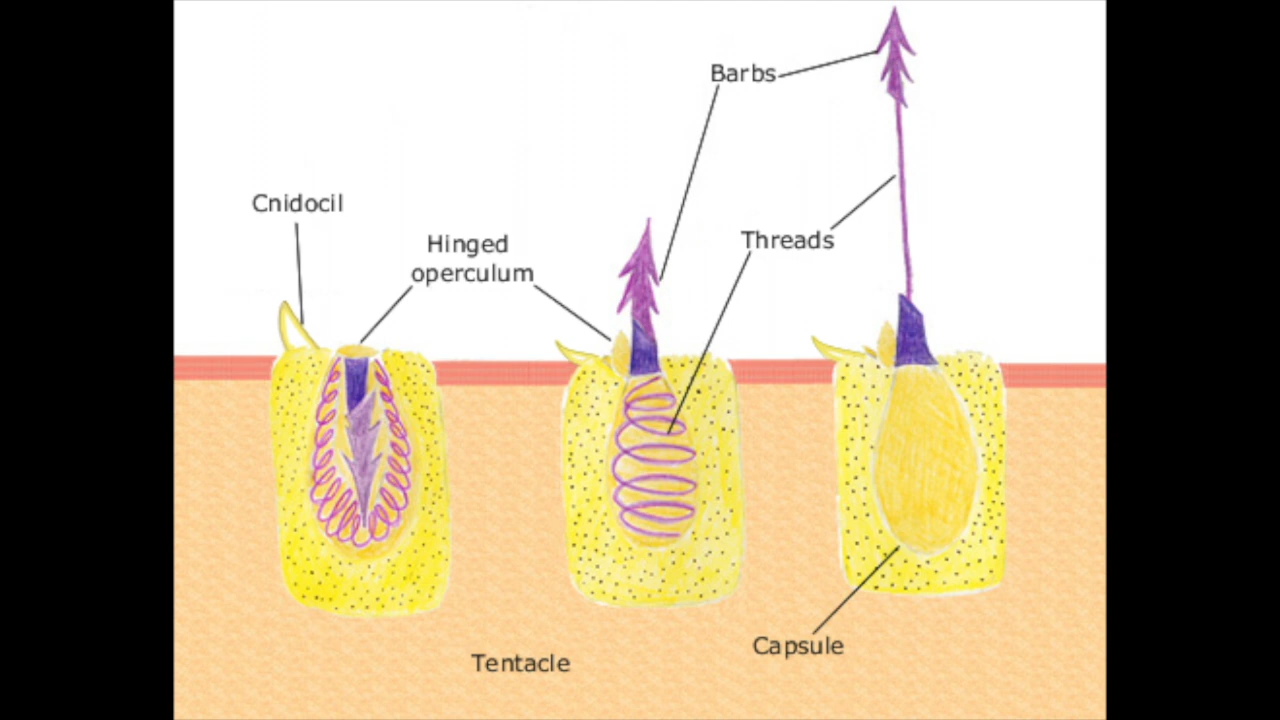 Barbs
Cnidocil
Hinged
operculum
Threads
Capsule
Tentacle